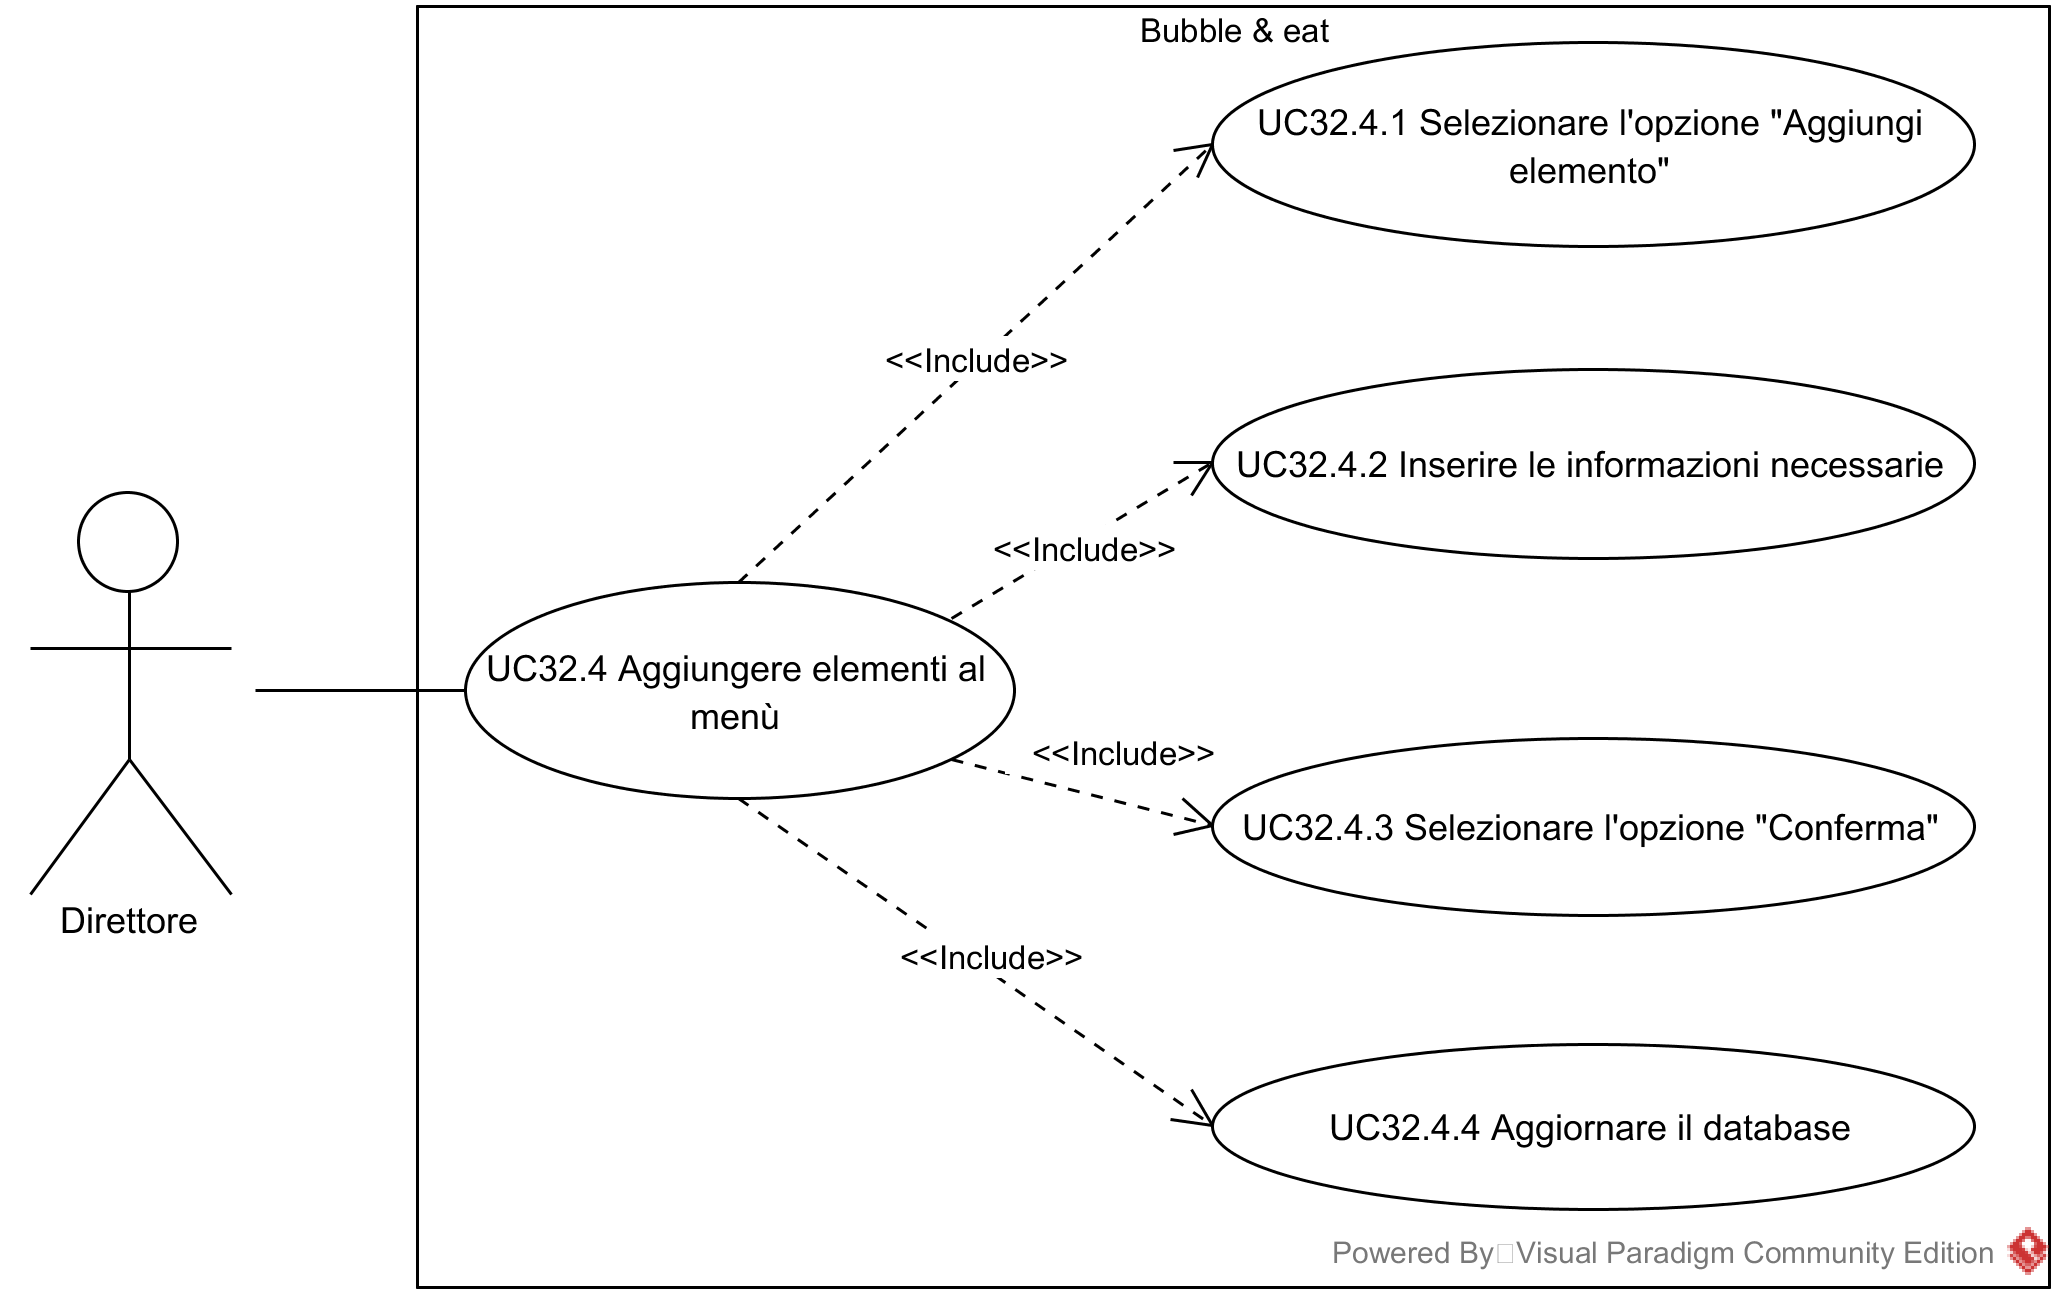 Bubble & eat
UC32.4.1 Selezionare l'opzione "Aggiungi
elemento"
<<Include>>
UC32.4.2 Inserire le informazioni necessarie
<<Include>>
UC32.4 Aggiungere elementi al
menù
<<Include>>
UC32.4.3 Selezionare l'opzione "Conferma"
Direttore
<<Include>>
UC32.4.4 Aggiornare il database
Powered By Visual Paradigm Community Edition